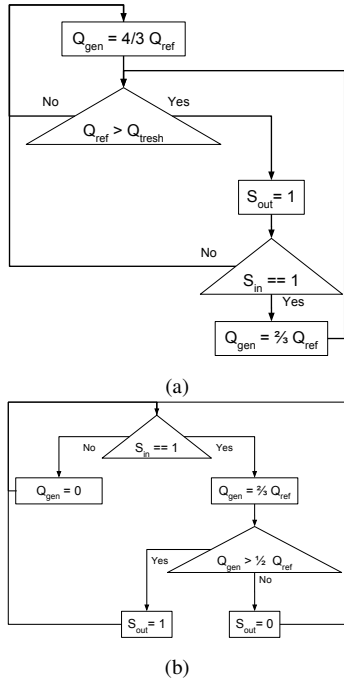 Q_gen = 4/3 Q_ref
No
Yes
Q_ref > Q_tresh
S_out = 1
No
S_in == 1
Yes
Q_gen = ⅔ Q_ref
(a)
S_in == 1
No
Yes
Q_gen = 0
Q_gen = ⅔ Q_ref
Q_gen > ½ Q_ref
Yes
No
S_out = 1
S_out = 0
(b)